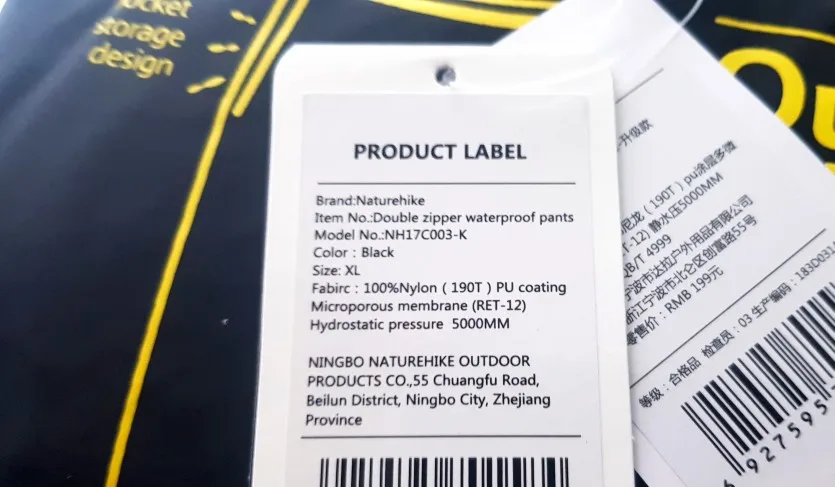 storage
design
PRODUCT LABEL
Brand:Naturehike
Item No.:Double zipper waterproof pants
Model No.:NH17C003-K
Color : Black
Size: XL
Fabirc : 100%Nylon ( 190T ) PU coating
Microporous membrane (RET-12)
Hydrostatic pressure 5000MM
NINGBO NATUREHIKE OUTDOOR
PRODUCTS CO.,55 Chuangfu Road,
Beilun District, Ningbo City, Zhejiang
Province
升级款
尼龙 ( 190T ) pu涂层多微
-12) 静水压5000MM
QB/T 4999
宁波市达拉户外用品有限公司
浙江宁波市北仑区创富路55号
零售价 : RMB 199元
等级 : 合格品 检查员 : 03 生产编码 : 183D031
927595